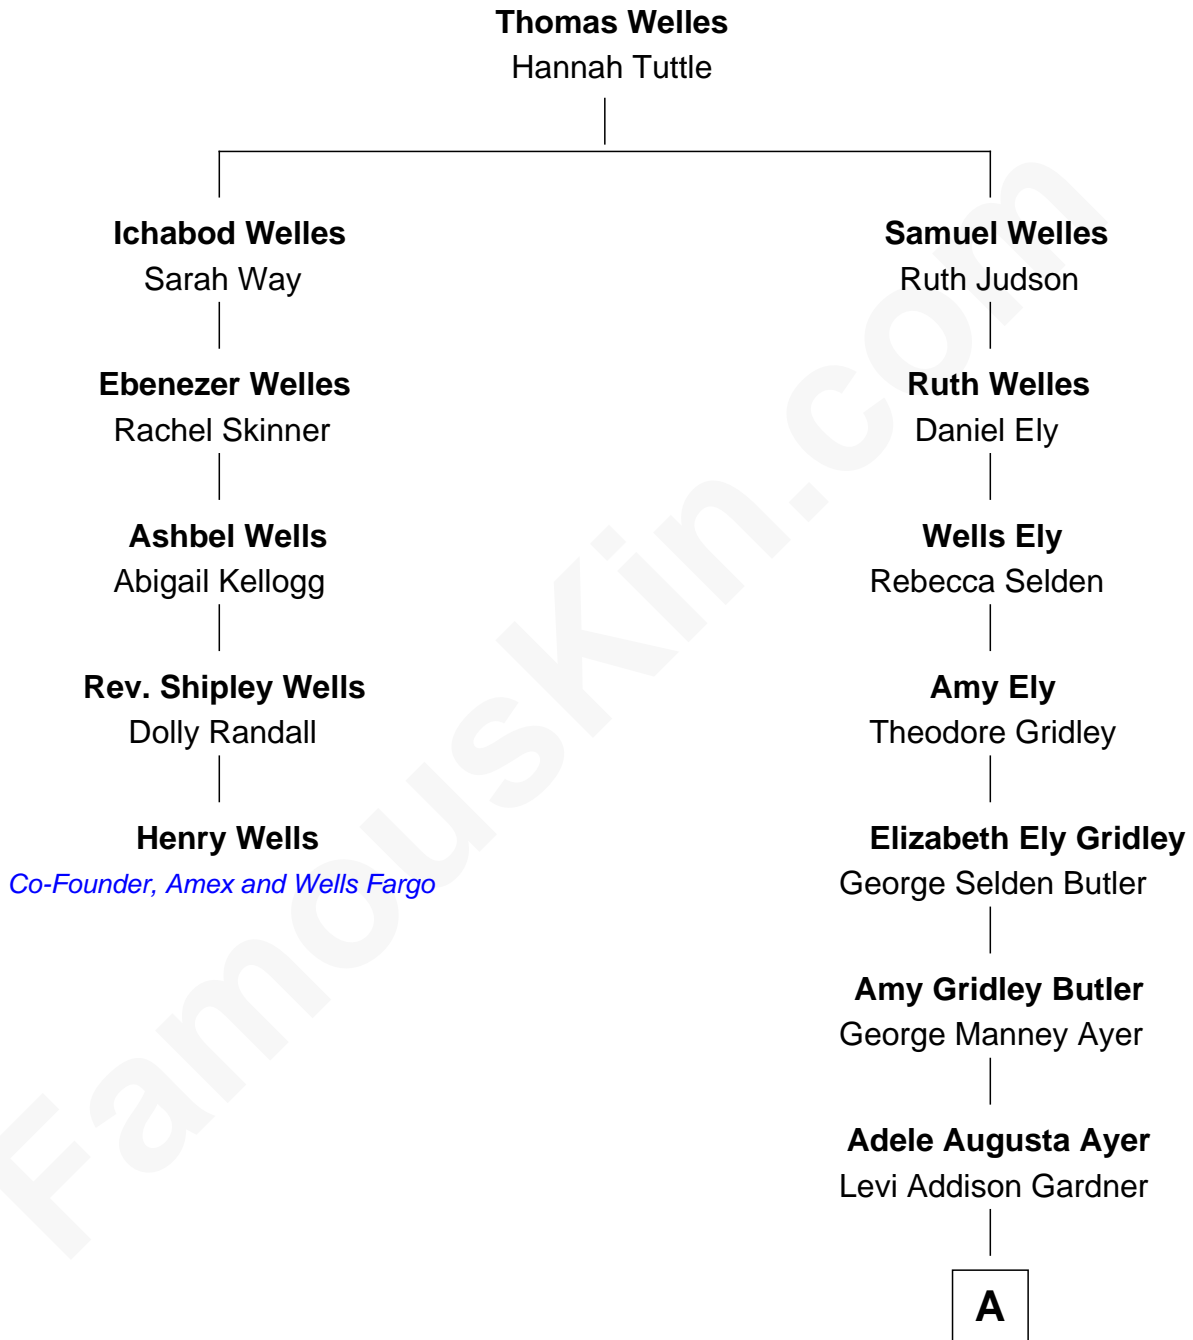 Thomas Welles
Hannah Tuttle
Ichabod Welles
Sarah Way
Samuel Welles
Ruth Judson
Ebenezer Welles
Rachel Skinner
Ruth Welles
Daniel Ely
Ashbel Wells
Abigail Kellogg
Wells Ely
Rebecca Selden
Rev. Shipley Wells
Dolly Randall
Amy Ely
Theodore Gridley
Henry Wells
Co-Founder, Amex and Wells Fargo
Elizabeth Ely Gridley
George Selden Butler
Amy Gridley Butler
George Manney Ayer
Adele Augusta Ayer
Levi Addison Gardner
A
FamousKin.com